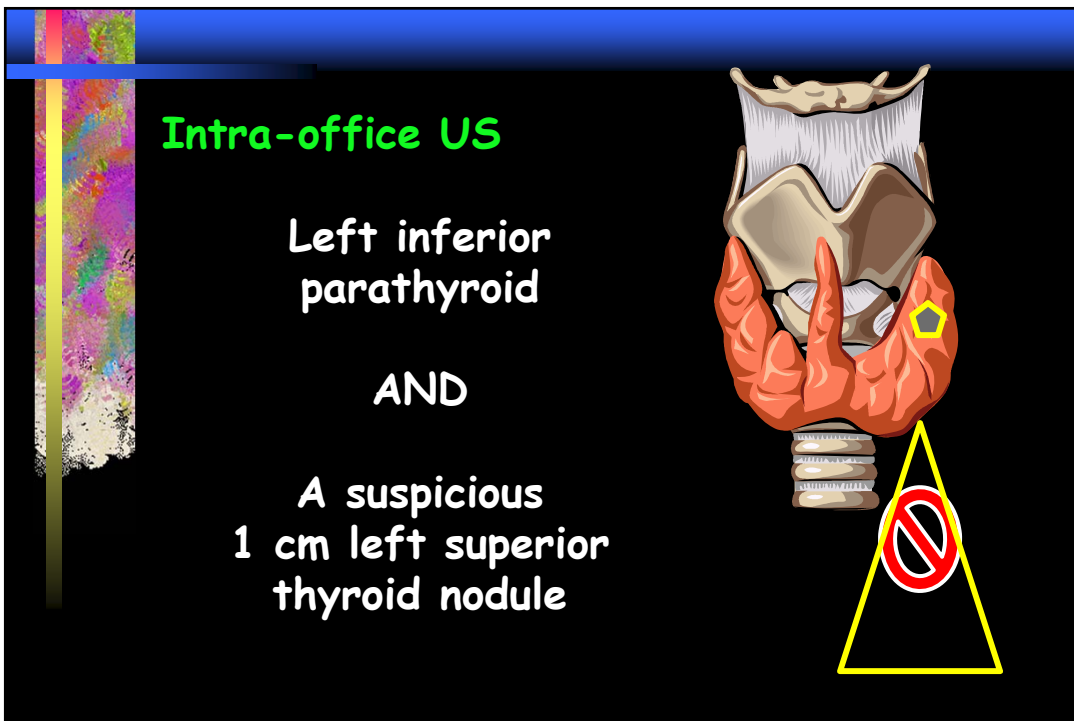 Intra-office US
Left inferior
parathyroid
AND
A suspicious
1 cm left superior
thyroid nodule